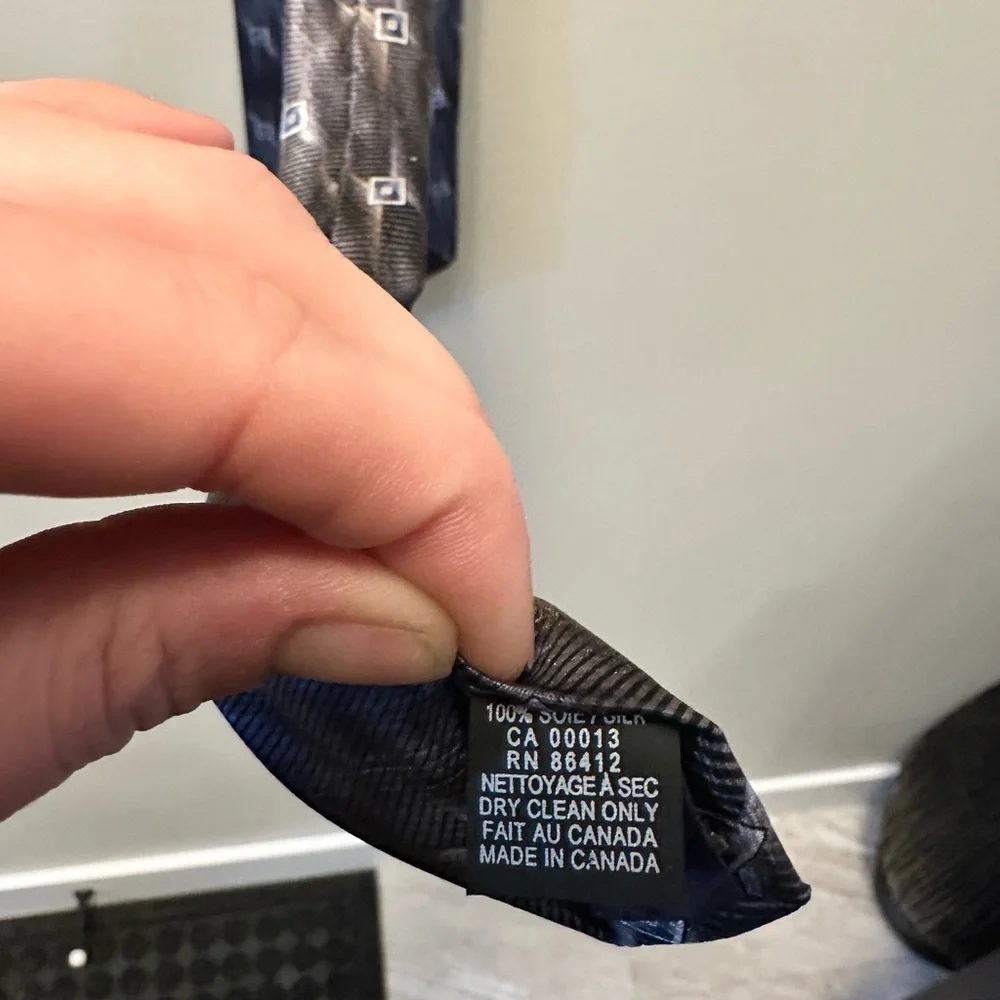 100% SOIE / SILK
CA 00013
RN 86412
NETTOYAGE À SEC
DRY CLEAN ONLY
FAIT AU CANADA
MADE IN CANADA